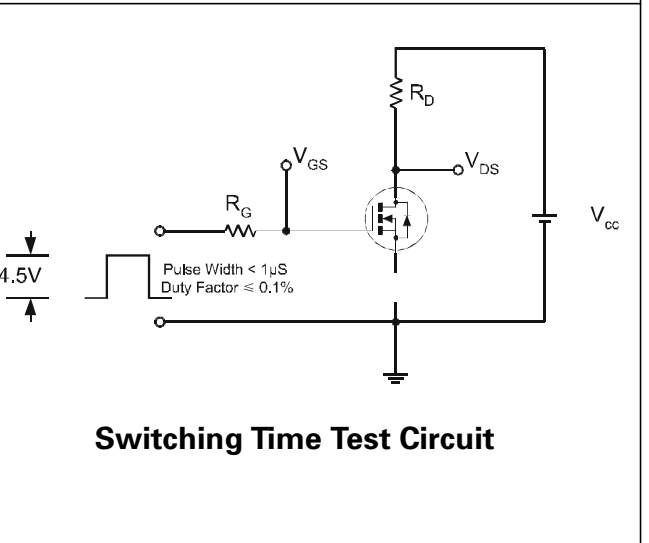 R_D
V_GS
V_DS
R_G
V_cc
4.5V
Pulse Width < 1µS
Duty Factor ≤ 0.1%
Switching Time Test Circuit